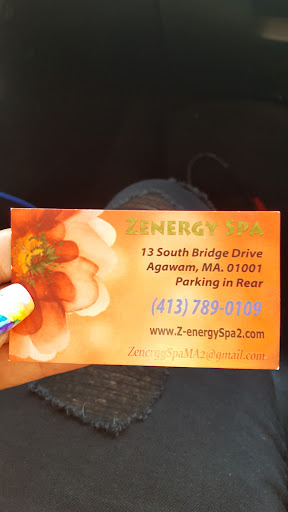 Zenergy Spa
13 South Bridge Drive
Agawam, MA. 01001
Parking in Rear
(413) 789-0109
www.Z-energySpa2.com
ZenergySpaMA2@gmail.com